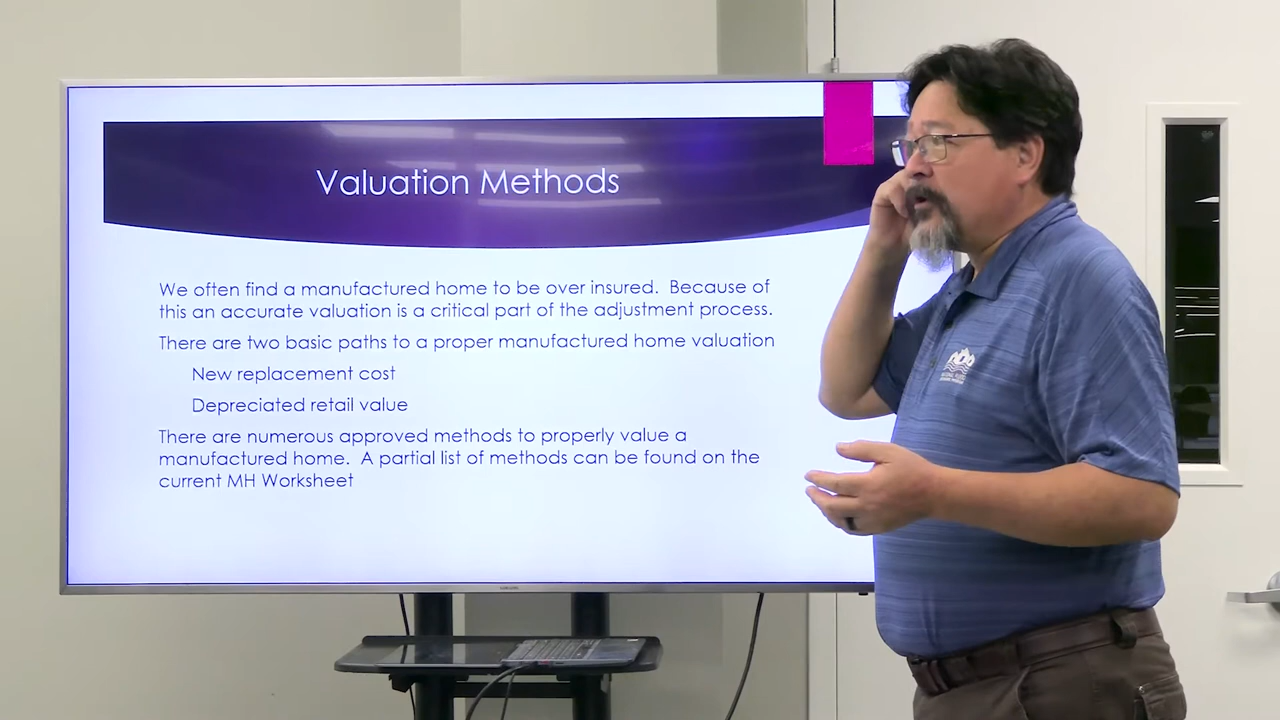 Valuation Methods
We often find a manufactured home to be over insured. Because of
this an accurate valuation is a critical part of the adjustment process.
There are two basic paths to a proper manufactured home valuation
New replacement cost
Depreciated retail value
There are numerous approved methods to properly value a
manufactured home. A partial list of methods can be found on the
current MH Worksheet